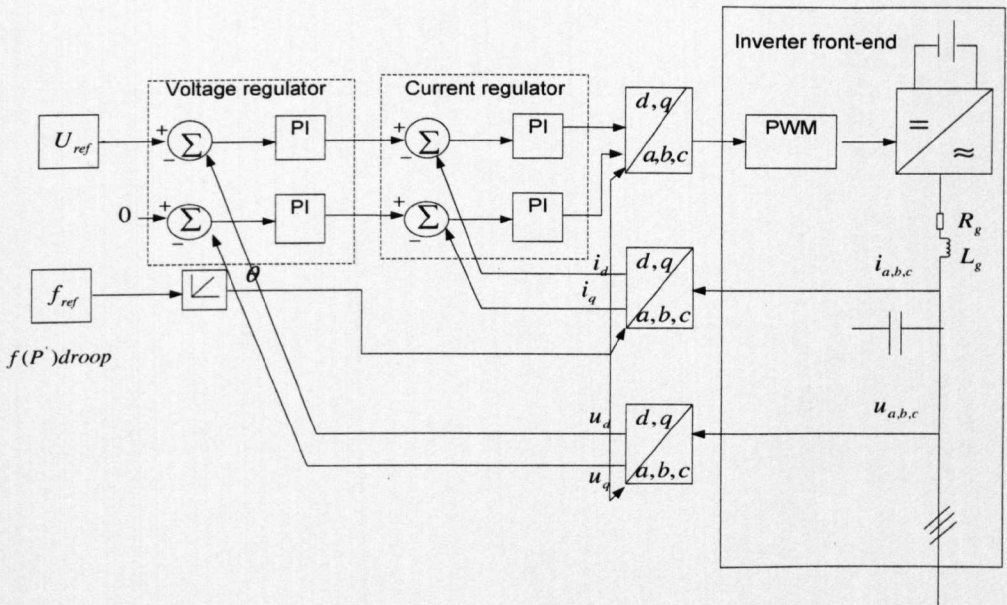 Inverter front-end
Voltage regulator
Current regulator
U_ref
+
−
Σ
PI
+
−
Σ
PI
d,q
a,b,c
PWM
=
≈
0
−
Σ
PI
+
−
Σ
PI
R_g
L_g
f_ref
θ
i_d
i_q
d,q
a,b,c
i_a,b,c
f(P')droop
u_d
u_q
d,q
a,b,c
u_a,b,c